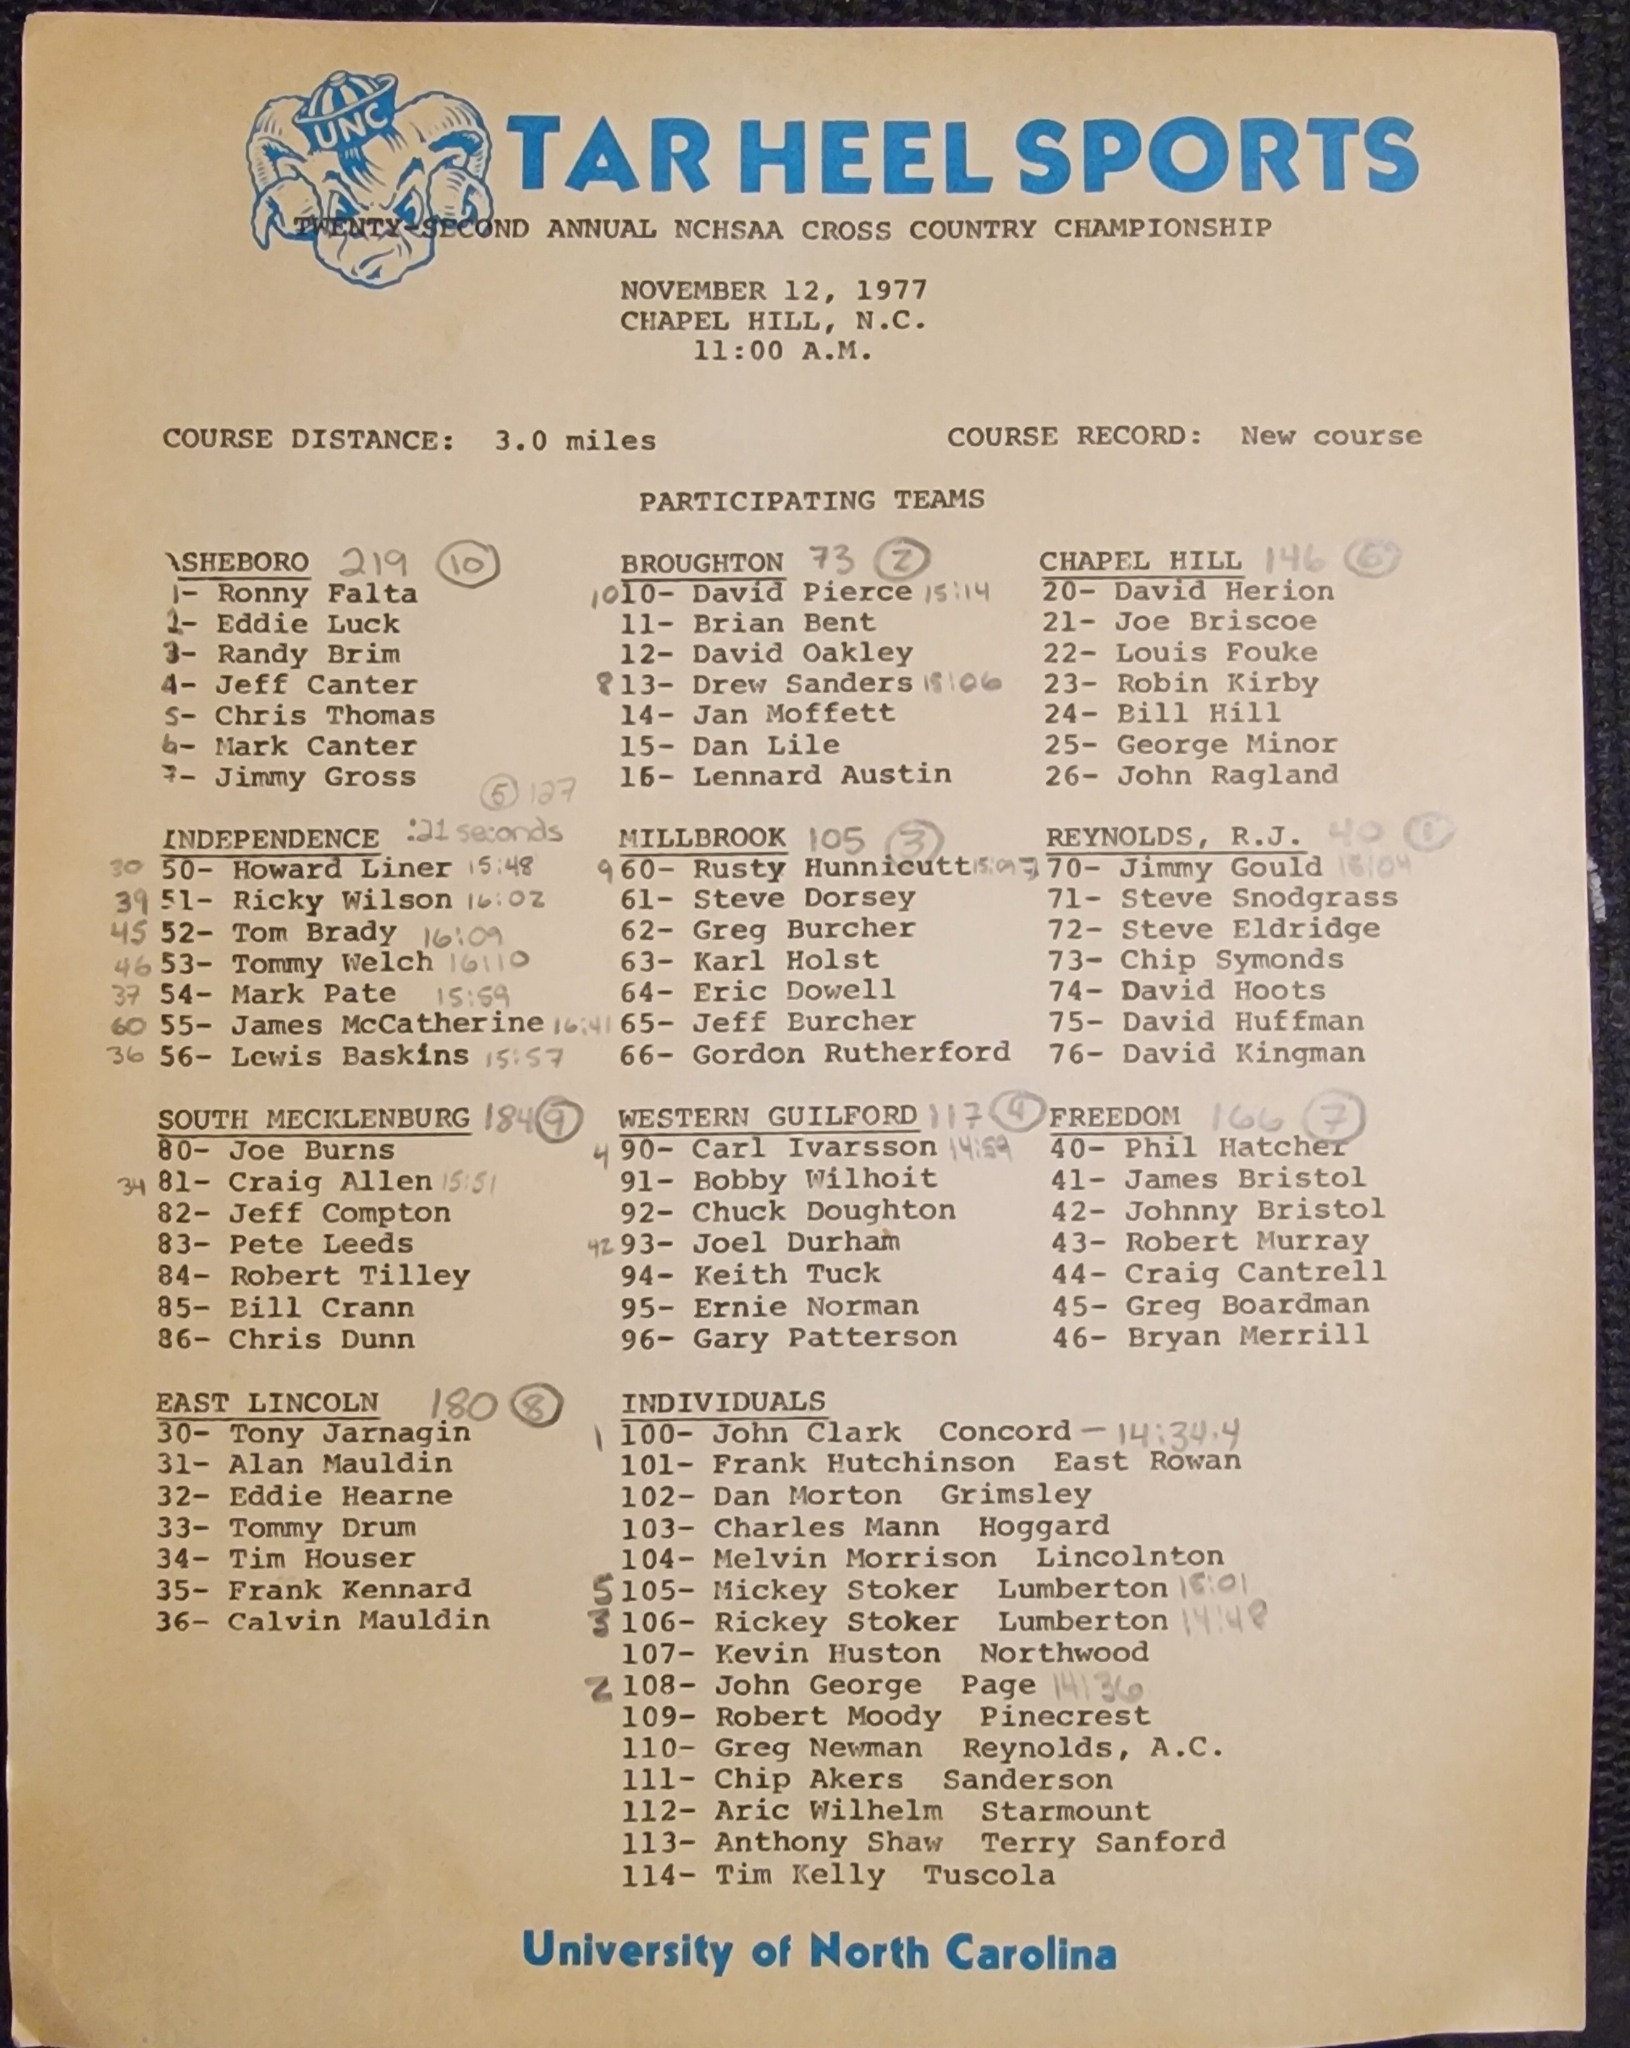 UNC
TAR HEEL SPORTS
TWENTY-SECOND ANNUAL NCHSAA CROSS COUNTRY CHAMPIONSHIP
NOVEMBER 12, 1977
CHAPEL HILL, N.C.
11:00 A.M.
COURSE DISTANCE: 3.0 miles
COURSE RECORD: New course
PARTICIPATING TEAMS
ASHEBORO 219 10
1- Ronny Falta
2- Eddie Luck
3- Randy Brim
4- Jeff Canter
5- Chris Thomas
6- Mark Canter
7- Jimmy Gross
BROUGHTON 73 2
10 10- David Pierce 15:14
11- Brian Bent
12- David Oakley
8 13- Drew Sanders 15:06
14- Jan Moffett
15- Dan Lile
16- Lennard Austin
CHAPEL HILL 146 6
20- David Herion
21- Joe Briscoe
22- Louis Fouke
23- Robin Kirby
24- Bill Hill
25- George Minor
26- John Ragland
5 127
INDEPENDENCE :21 seconds
30 50- Howard Liner 15:48
39 51- Ricky Wilson 16:02
45 52- Tom Brady 16:09
46 53- Tommy Welch 16:10
37 54- Mark Pate 15:59
60 55- James McCatherine 16:41
36 56- Lewis Baskins 15:57
MILLBROOK 105 3
9 60- Rusty Hunnicutt 15:09
61- Steve Dorsey
62- Greg Burcher
63- Karl Holst
64- Eric Dowell
65- Jeff Burcher
66- Gordon Rutherford
REYNOLDS, R.J. 40 1
7 70- Jimmy Gould 15:04
71- Steve Snodgrass
72- Steve Eldridge
73- Chip Symonds
74- David Hoots
75- David Huffman
76- David Kingman
SOUTH MECKLENBURG 184 9
80- Joe Burns
34 81- Craig Allen 15:51
82- Jeff Compton
83- Pete Leeds
84- Robert Tilley
85- Bill Crann
86- Chris Dunn
WESTERN GUILFORD 117 4
4 90- Carl Ivarsson 14:59
91- Bobby Wilhoit
92- Chuck Doughton
42 93- Joel Durham
94- Keith Tuck
95- Ernie Norman
96- Gary Patterson
FREEDOM 166 7
40- Phil Hatcher
41- James Bristol
42- Johnny Bristol
43- Robert Murray
44- Craig Cantrell
45- Greg Boardman
46- Bryan Merrill
EAST LINCOLN 180 8
30- Tony Jarnagin
31- Alan Mauldin
32- Eddie Hearne
33- Tommy Drum
34- Tim Houser
35- Frank Kennard
36- Calvin Mauldin
INDIVIDUALS
1 100- John Clark Concord — 14:34.4
101- Frank Hutchinson East Rowan
102- Dan Morton Grimsley
103- Charles Mann Hoggard
104- Melvin Morrison Lincolnton
5 105- Mickey Stoker Lumberton 15:01
3 106- Rickey Stoker Lumberton 14:48
107- Kevin Huston Northwood
2 108- John George Page 14:36
109- Robert Moody Pinecrest
110- Greg Newman Reynolds, A.C.
111- Chip Akers Sanderson
112- Aric Wilhelm Starmount
113- Anthony Shaw Terry Sanford
114- Tim Kelly Tuscola
University of North Carolina